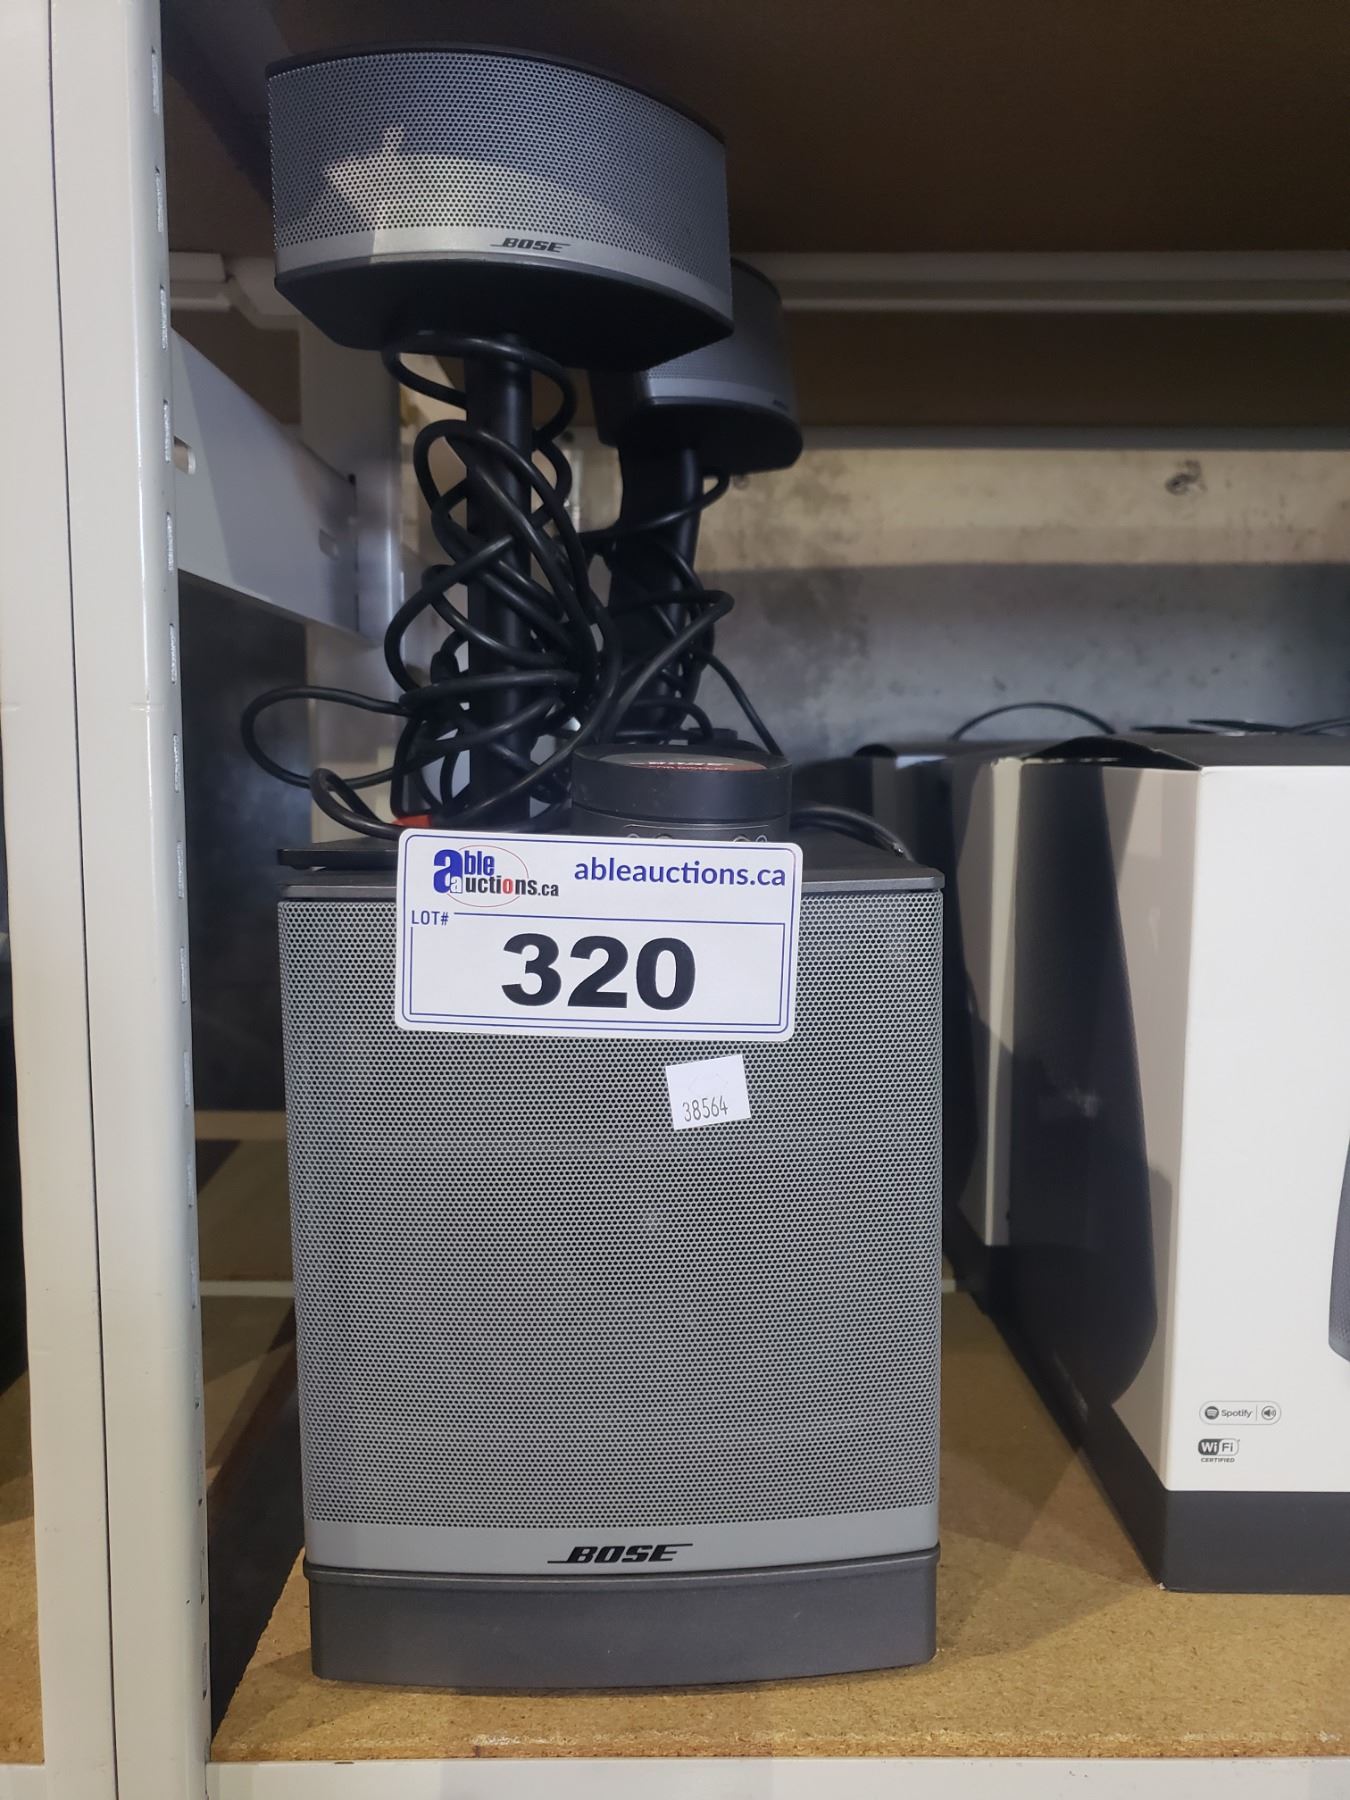 BOSE
able
auctions.ca
ableauctions.ca
LOT#
320
38564
BOSE
Spotify
WiFi
CERTIFIED